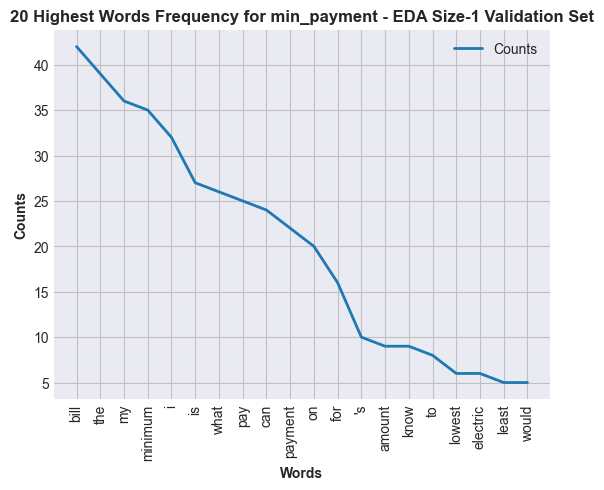 20 Highest Words Frequency for min_payment - EDA Size-1 Validation Set
Counts
40
35
30
25
20
15
10
5
Counts
bill
the
my
minimum
i
is
what
pay
can
payment
on
for
's
amount
know
to
lowest
electric
least
would
Words